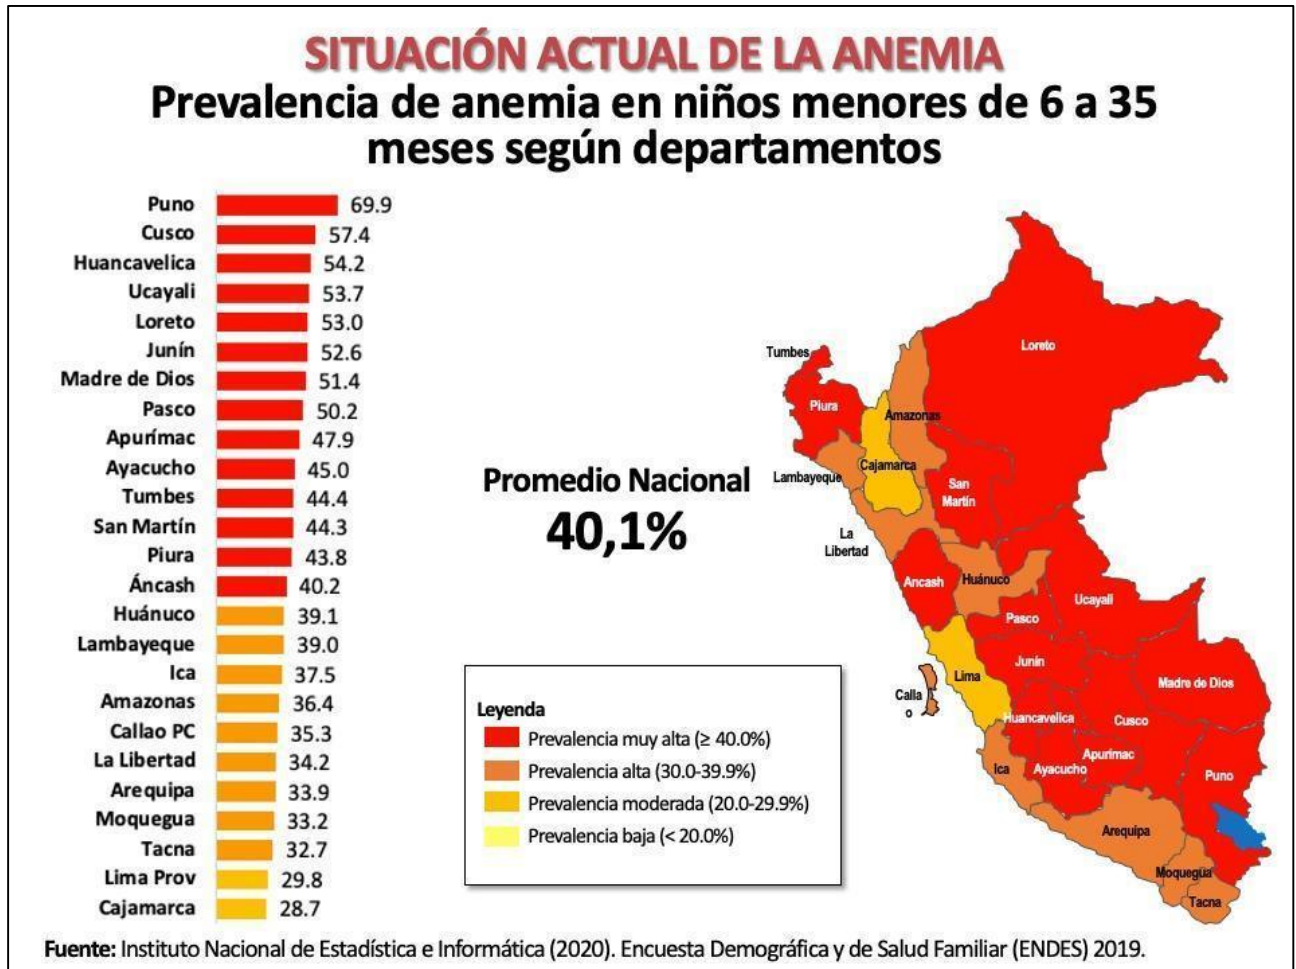 SITUACIÓN ACTUAL DE LA ANEMIA
Prevalencia de anemia en niños menores de 6 a 35
meses según departamentos
Puno 69.9
Cusco 57.4
Huancavelica 54.2
Ucayali 53.7
Loreto 53.0
Junín 52.6
Madre de Dios 51.4
Pasco 50.2
Apurímac 47.9
Ayacucho 45.0
Tumbes 44.4
San Martín 44.3
Piura 43.8
Áncash 40.2
Huánuco 39.1
Lambayeque 39.0
Ica 37.5
Amazonas 36.4
Callao PC 35.3
La Libertad 34.2
Arequipa 33.9
Moquegua 33.2
Tacna 32.7
Lima Prov 29.8
Cajamarca 28.7
Promedio Nacional
40,1%
Leyenda
Prevalencia muy alta (≥ 40.0%)
Prevalencia alta (30.0-39.9%)
Prevalencia moderada (20.0-29.9%)
Prevalencia baja (< 20.0%)
Loreto
Tumbes
Piura
Amazonas
Cajamarca
Lambayeque
San
Martín
La
Libertad
Ancash
Huánuco
Ucayali
Pasco
Junín
Lima
Calla
o
Madre de Dios
Huancavelica
Cusco
Apurímac
Ayacucho
Ica
Puno
Arequipa
Moquegua
Tacna
Fuente: Instituto Nacional de Estadística e Informática (2020). Encuesta Demográfica y de Salud Familiar (ENDES) 2019.